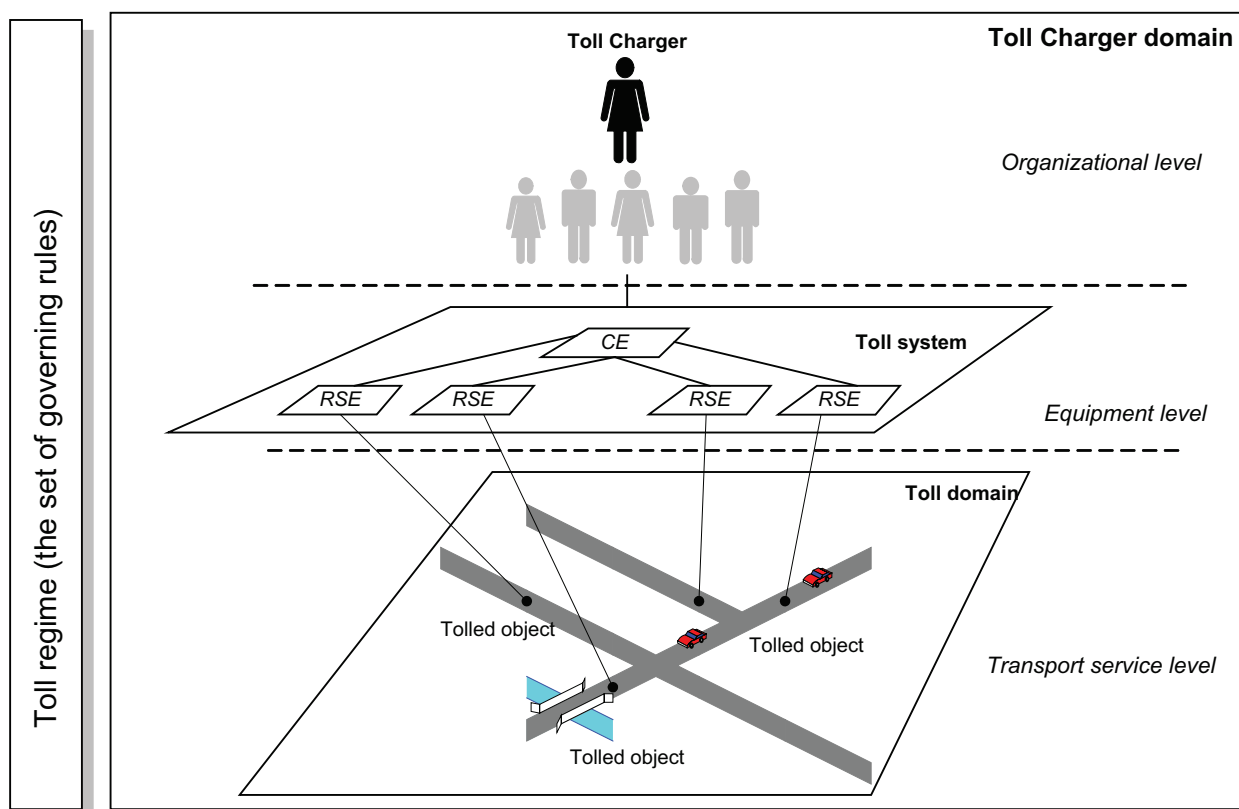 Toll regime (the set of governing rules)
Toll Charger domain
Toll Charger
Organizational level
Toll system
CE
RSE RSE RSE RSE
Equipment level
Toll domain
Tolled object
Tolled object
Transport service level
Tolled object